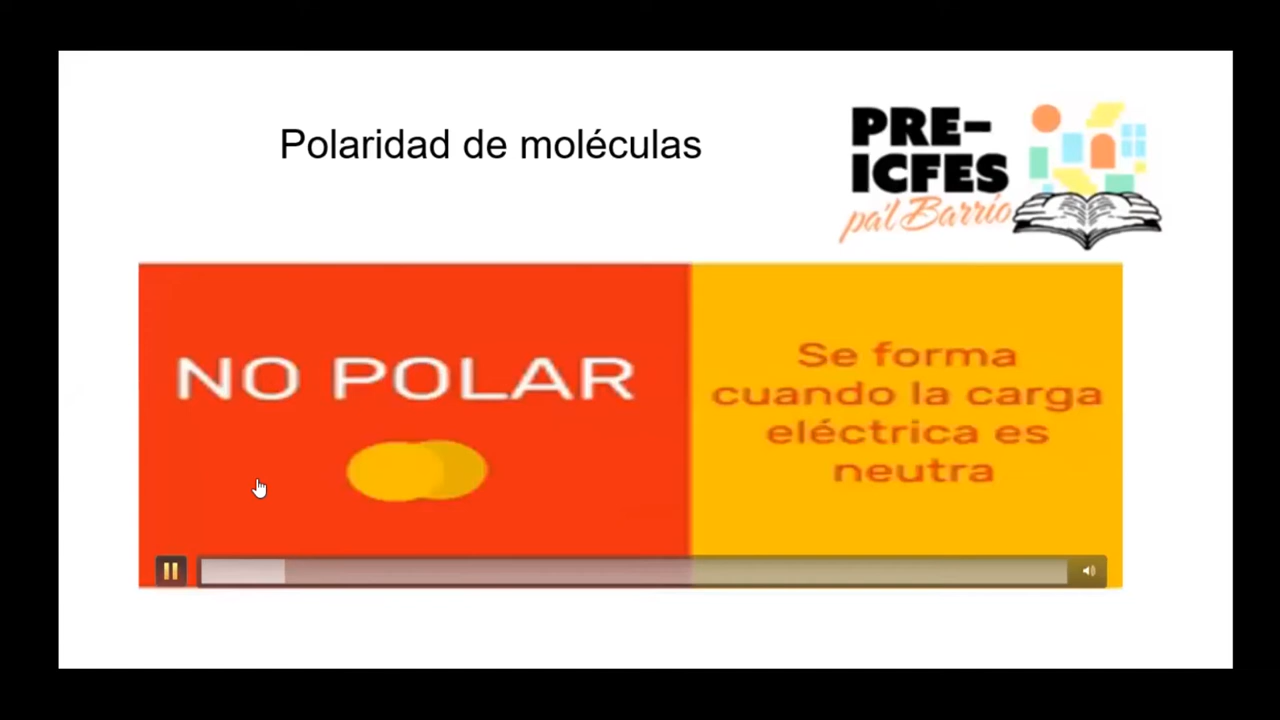 Polaridad de moléculas
PRE-
ICFES
pa'l Barrio
NO POLAR
Se forma
cuando la carga
eléctrica es
neutra